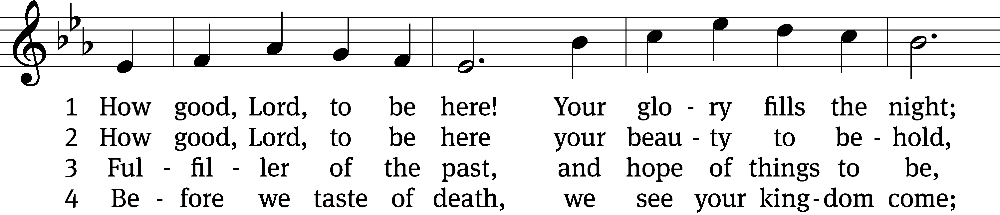 1 How good, Lord, to be here! Your glo - ry fills the night;
2 How good, Lord, to be here your beau - ty to be - hold,
3 Ful - fil - ler of the past, and hope of things to be,
4 Be - fore we taste of death, we see your king - dom come;